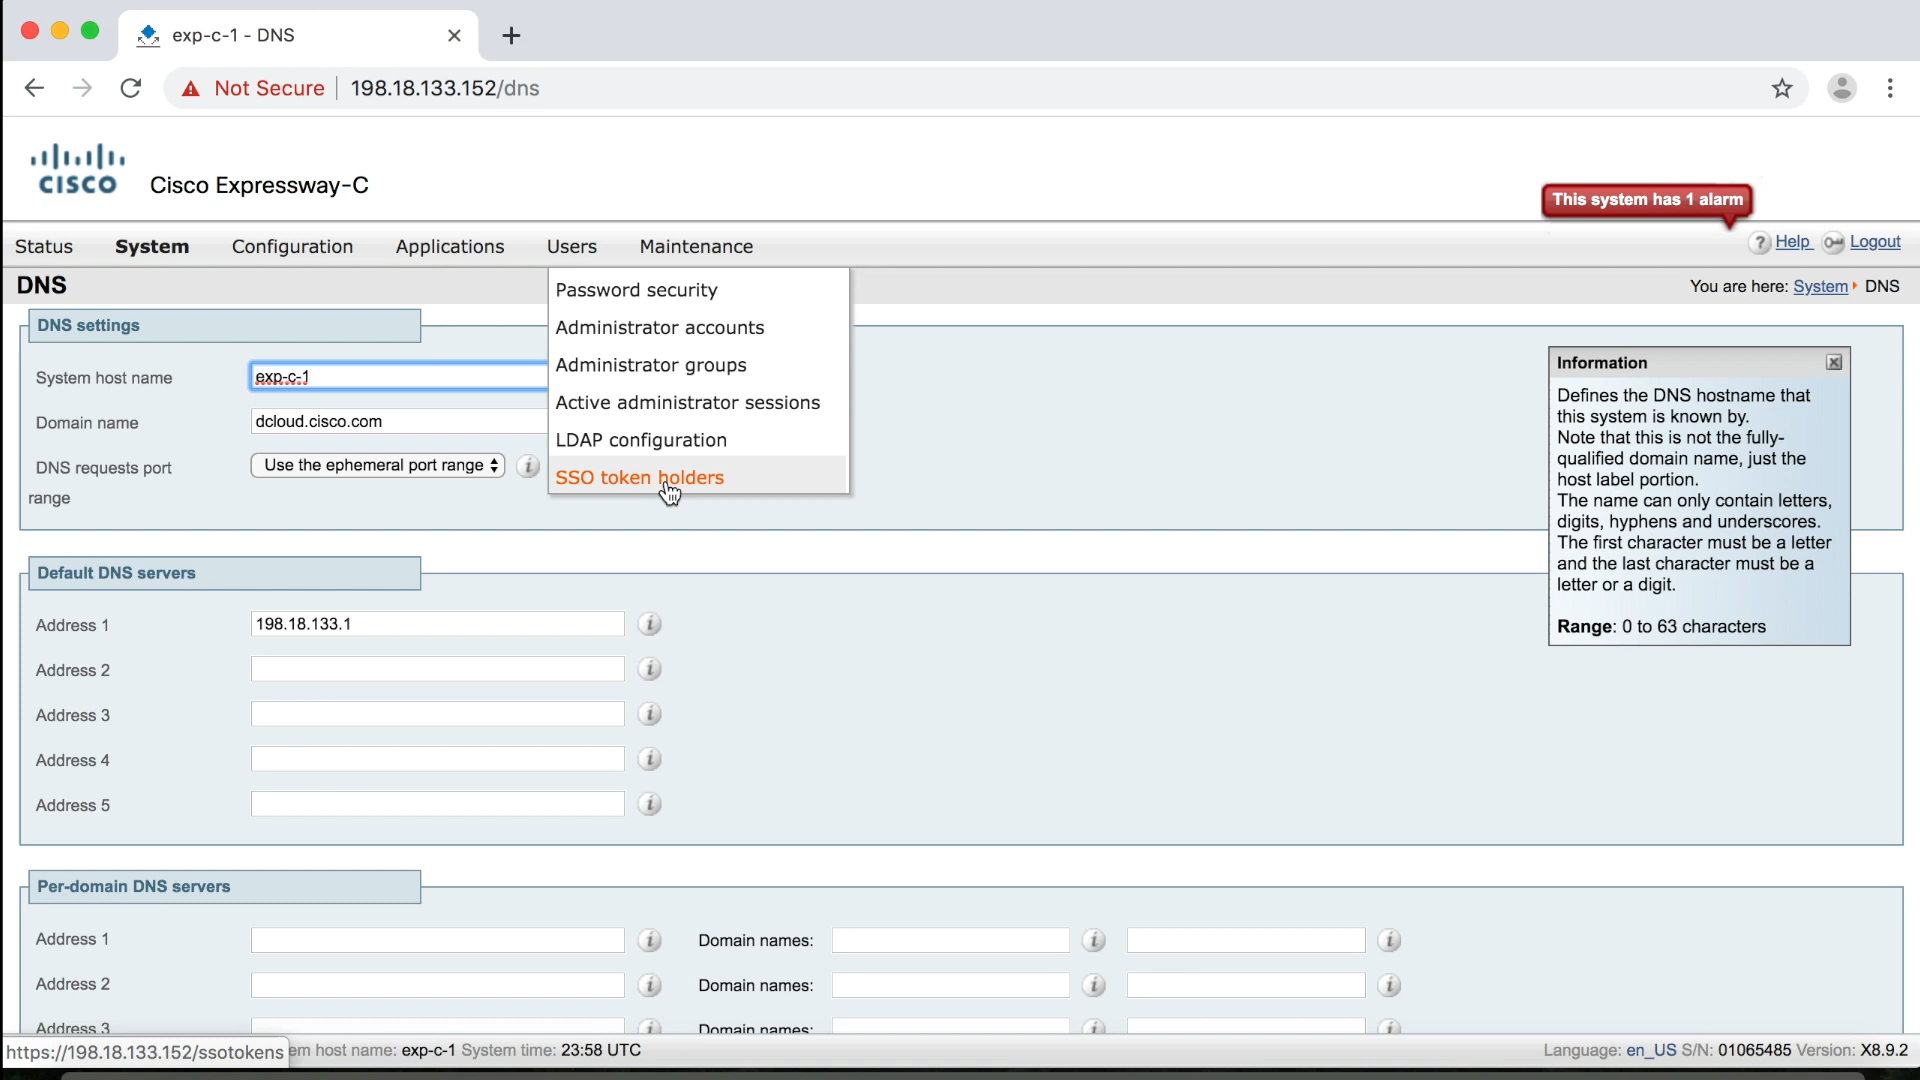 exp-c-1 - DNS
Not Secure 198.18.133.152/dns
CISCO
Cisco Expressway-C
This system has 1 alarm
Status System Configuration Applications Users Maintenance
Help Logout
DNS
You are here: System DNS
Password security
Administrator accounts
Administrator groups
Active administrator sessions
LDAP configuration
SSO token holders
DNS settings
System host name exp-c-1
Domain name dcloud.cisco.com
DNS requests port
range
Use the ephemeral port range
Information
Defines the DNS hostname that
this system is known by.
Note that this is not the fully-
qualified domain name, just the
host label portion.
The name can only contain letters,
digits, hyphens and underscores.
The first character must be a letter
and the last character must be a
letter or a digit.
Range: 0 to 63 characters
Default DNS servers
Address 1 198.18.133.1
Address 2
Address 3
Address 4
Address 5
Per-domain DNS servers
Address 1 Domain names:
Address 2 Domain names:
Address 3 Domain names:
https://198.18.133.152/ssotokens
em host name: exp-c-1 System time: 23:58 UTC
Language: en_US S/N: 01065485 Version: X8.9.2